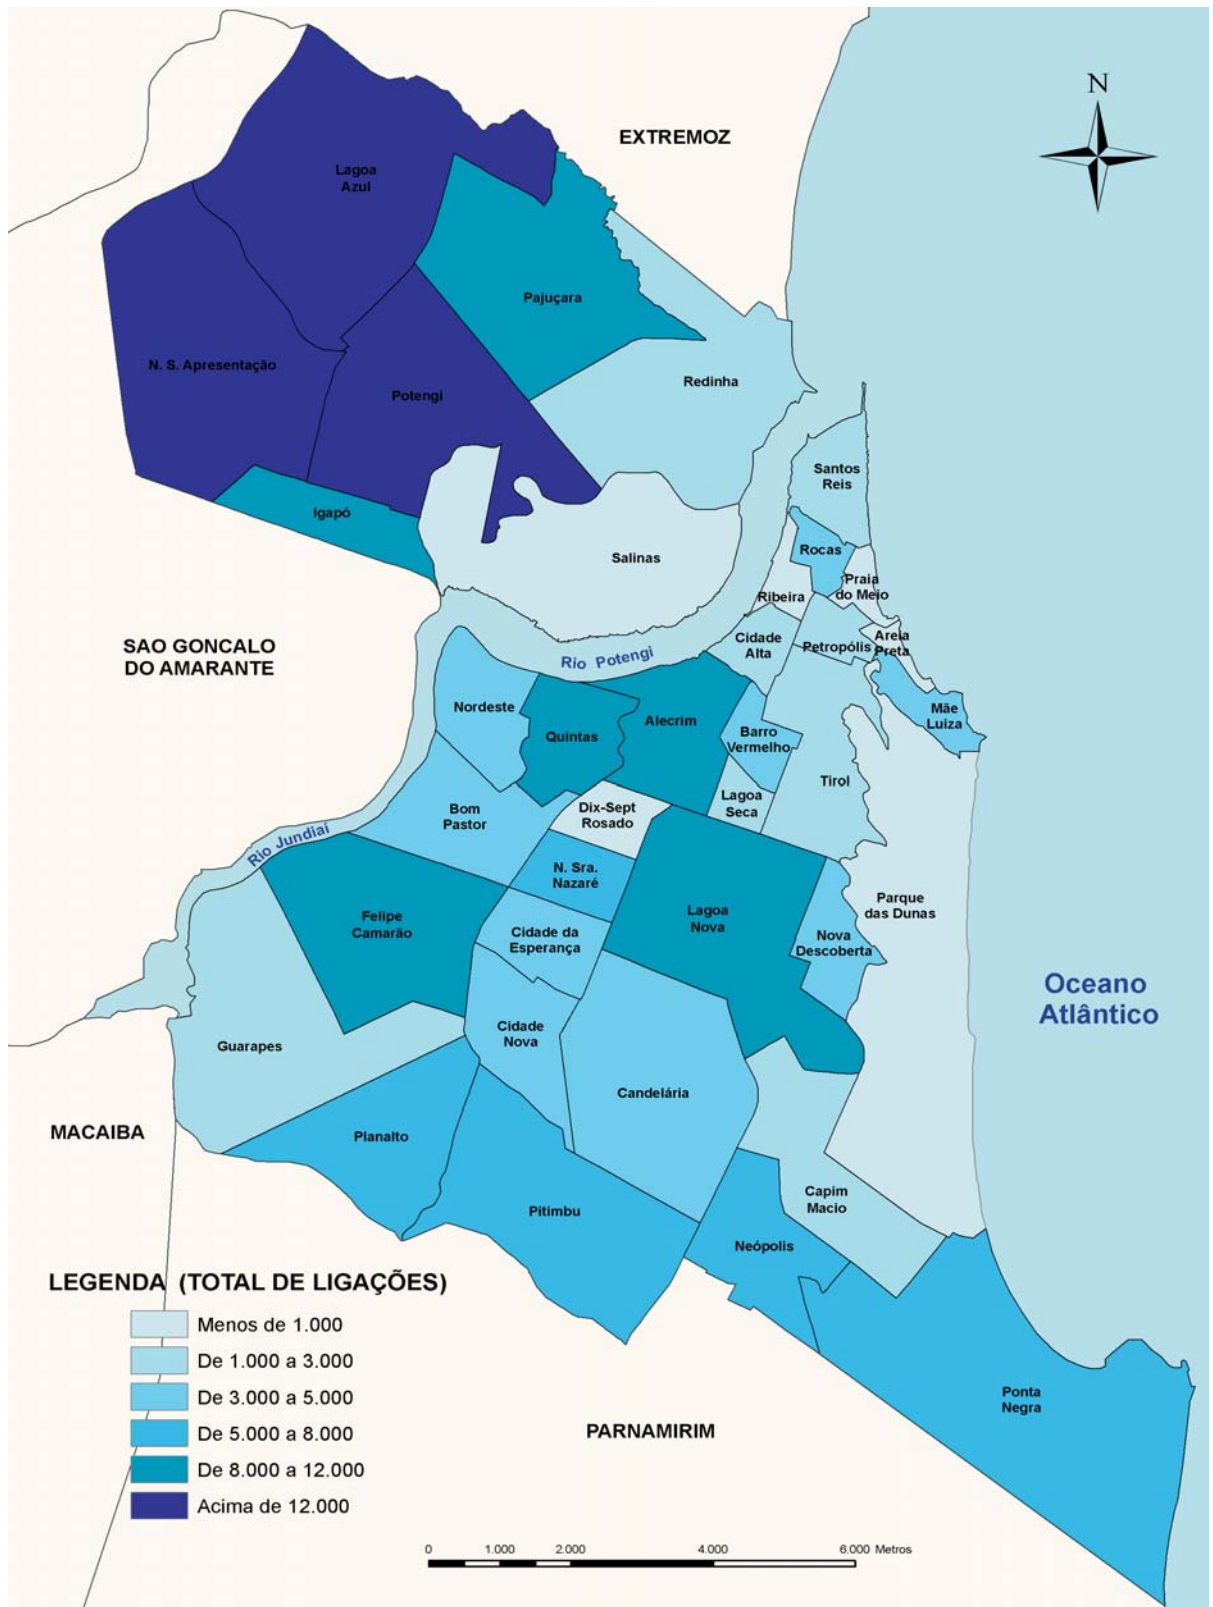 N
EXTREMOZ
Lagoa
Azul
Pajuçara
N. S. Apresentação
Potengi
Redinha
Santos
Reis
Igapó
Rocas
Salinas
Praia
do Meio
Ribeira
Cidade
Alta
Petropólis
Areia
Preta
SAO GONCALO
DO AMARANTE
Rio Potengi
Nordeste
Quintas
Alecrim
Barro
Vermelho
Mãe
Luiza
Tirol
Lagoa
Seca
Bom
Pastor
Dix-Sept
Rosado
Rio Jundiaí
N. Sra.
Nazaré
Parque
das Dunas
Felipe
Camarão
Lagoa
Nova
Cidade da
Esperança
Nova
Descoberta
Oceano
Atlântico
Guarapes
Cidade
Nova
Candelária
MACAIBA
Planalto
Pitimbu
Capim
Macio
Neópolis
Ponta
Negra
PARNAMIRIM
LEGENDA (TOTAL DE LIGAÇÕES)
Menos de 1.000
De 1.000 a 3.000
De 3.000 a 5.000
De 5.000 a 8.000
De 8.000 a 12.000
Acima de 12.000
0 1.000 2.000 4.000 6.000 Metros